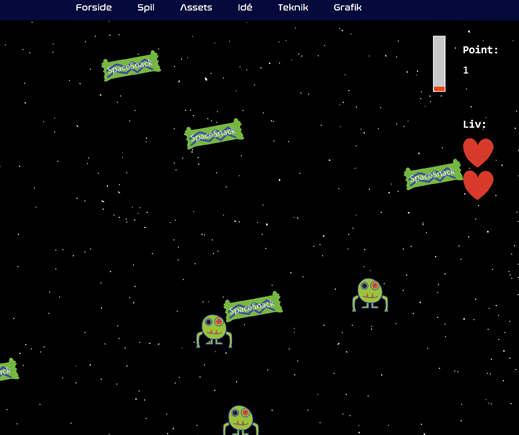 Forside Spil Assets Idé Teknik Grafik
Point:
1
SpaceSnack
SpaceSnack
Liv:
SpaceSnack
SpaceSnack